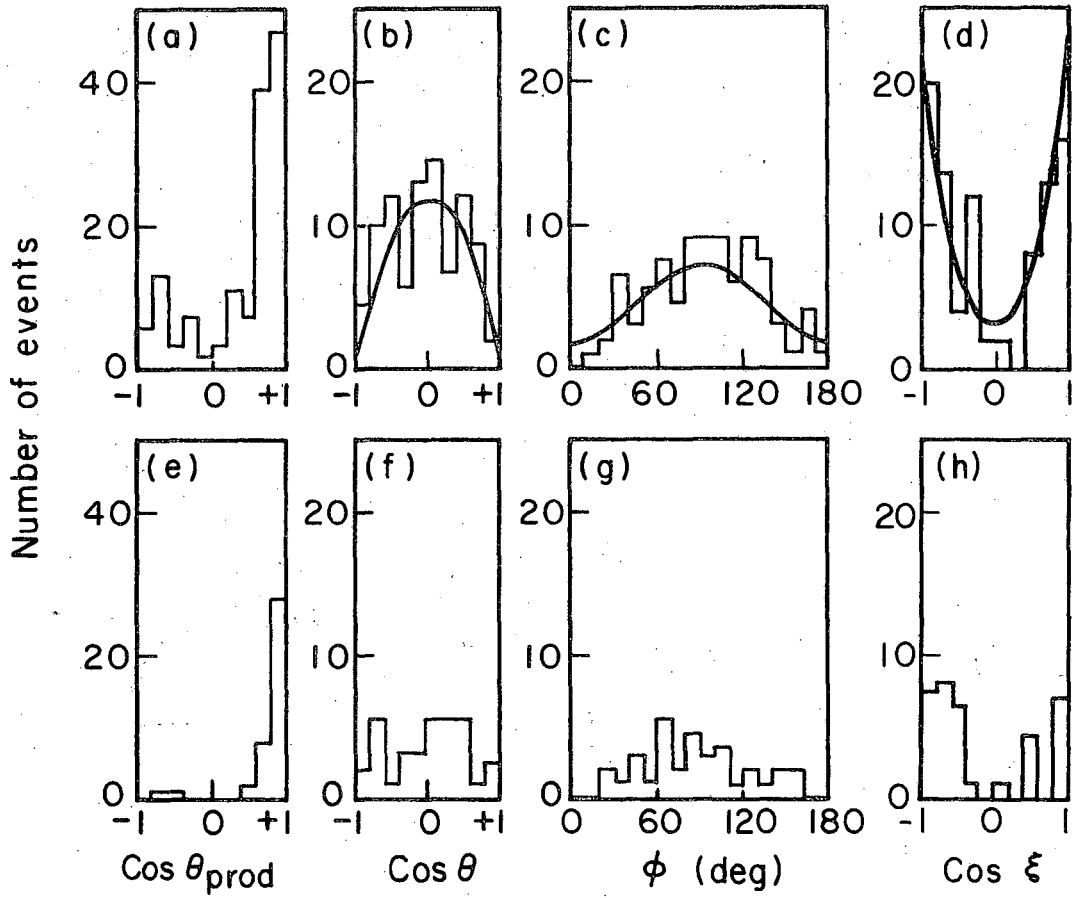 Number of events
(a) (b) (c) (d)
40 20 20 20
20 10 10 10
0 0 0 0
-1 0 +1 -1 0 +1 0 60 120 180 -1 0 1
(e) (f) (g) (h)
40 20 20 20
20 10 10 10
0 0 0 0
-1 0 +1 -1 0 +1 0 60 120 180 -1 0 1
Cos θprod Cos θ φ (deg) Cos ξ